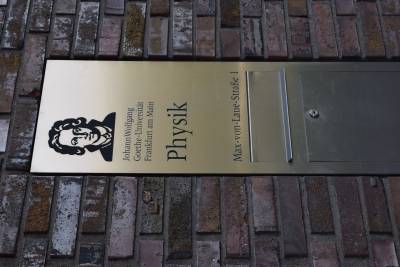 Johann Wolfgang
Goethe-Universität
Frankfurt am Main
Physik
Max-von-Laue-Straße 1